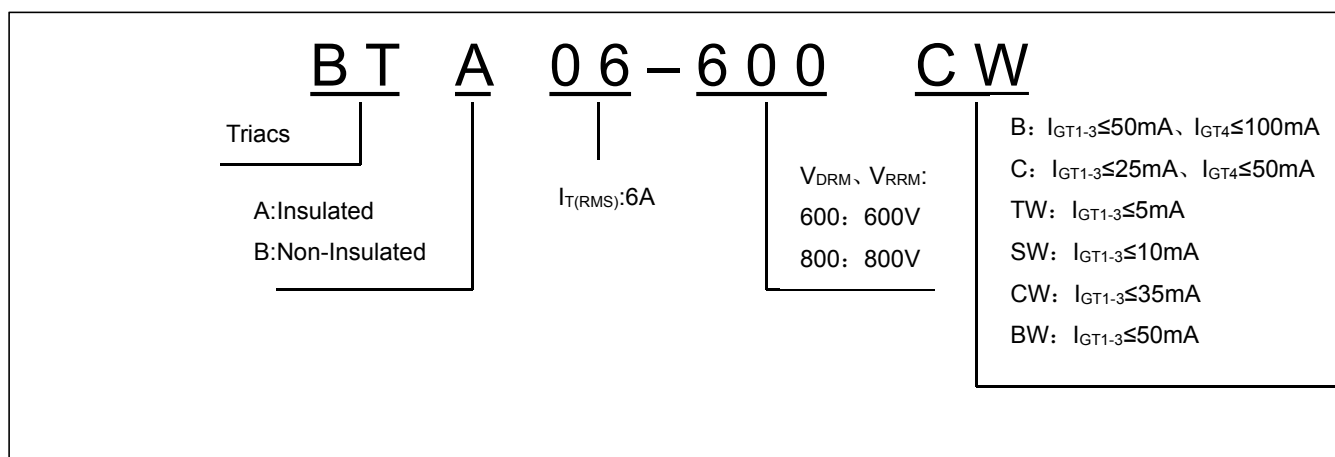 BT A 06-600 CW
Triacs
A:Insulated
B:Non-Insulated
IT(RMS):6A
VDRM、VRRM:
600：600V
800：800V
B：IGT1-3≤50mA、IGT4≤100mA
C：IGT1-3≤25mA、IGT4≤50mA
TW：IGT1-3≤5mA
SW：IGT1-3≤10mA
CW：IGT1-3≤35mA
BW：IGT1-3≤50mA